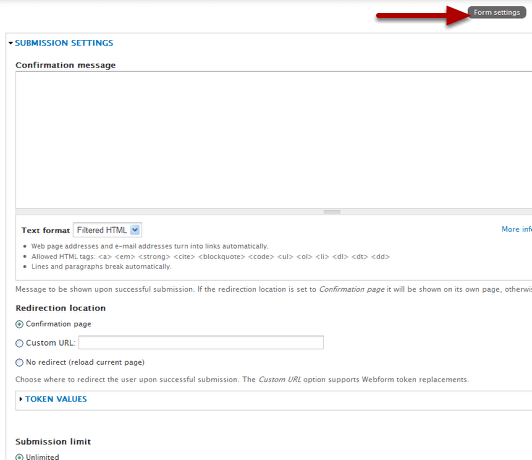 Form settings
SUBMISSION SETTINGS
Confirmation message
Text format Filtered HTML
More info
Web page addresses and e-mail addresses turn into links automatically.
Allowed HTML tags: <a> <em> <strong> <cite> <blockquote> <code> <ul> <ol> <li> <dl> <dt> <dd>
Lines and paragraphs break automatically.
Message to be shown upon successful submission. If the redirection location is set to Confirmation page it will be shown on its own page, otherwis
Redirection location
Confirmation page
Custom URL:
No redirect (reload current page)
Choose where to redirect the user upon successful submission. The Custom URL option supports Webform token replacements.
TOKEN VALUES
Submission limit
Unlimited